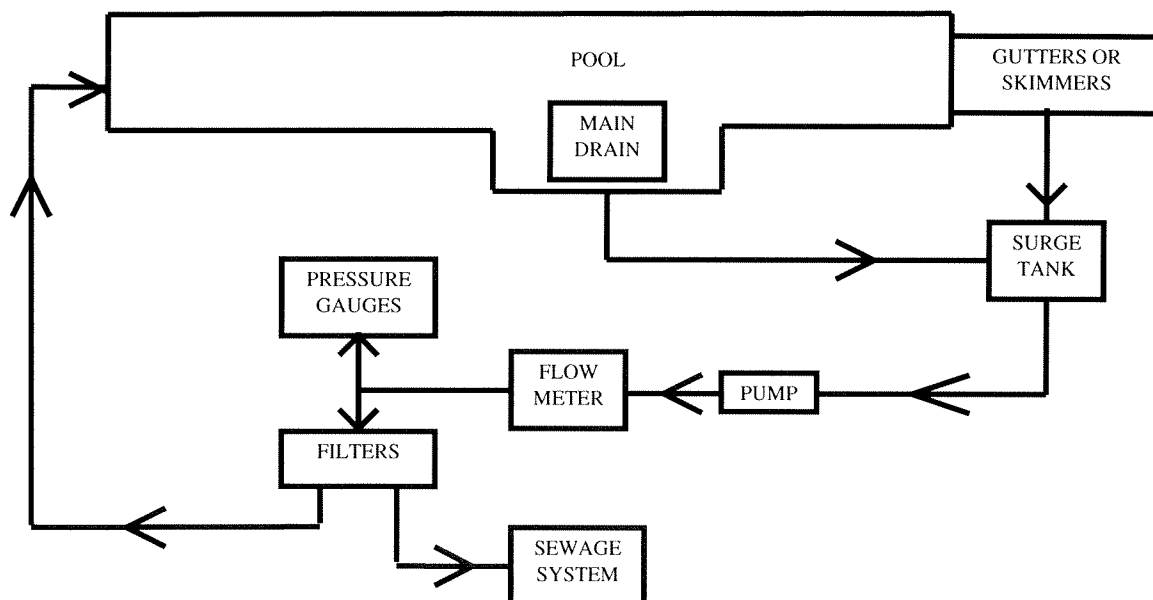 POOL
GUTTERS OR
SKIMMERS
MAIN
DRAIN
SURGE
TANK
PRESSURE
GAUGES
FLOW
METER
PUMP
FILTERS
SEWAGE
SYSTEM